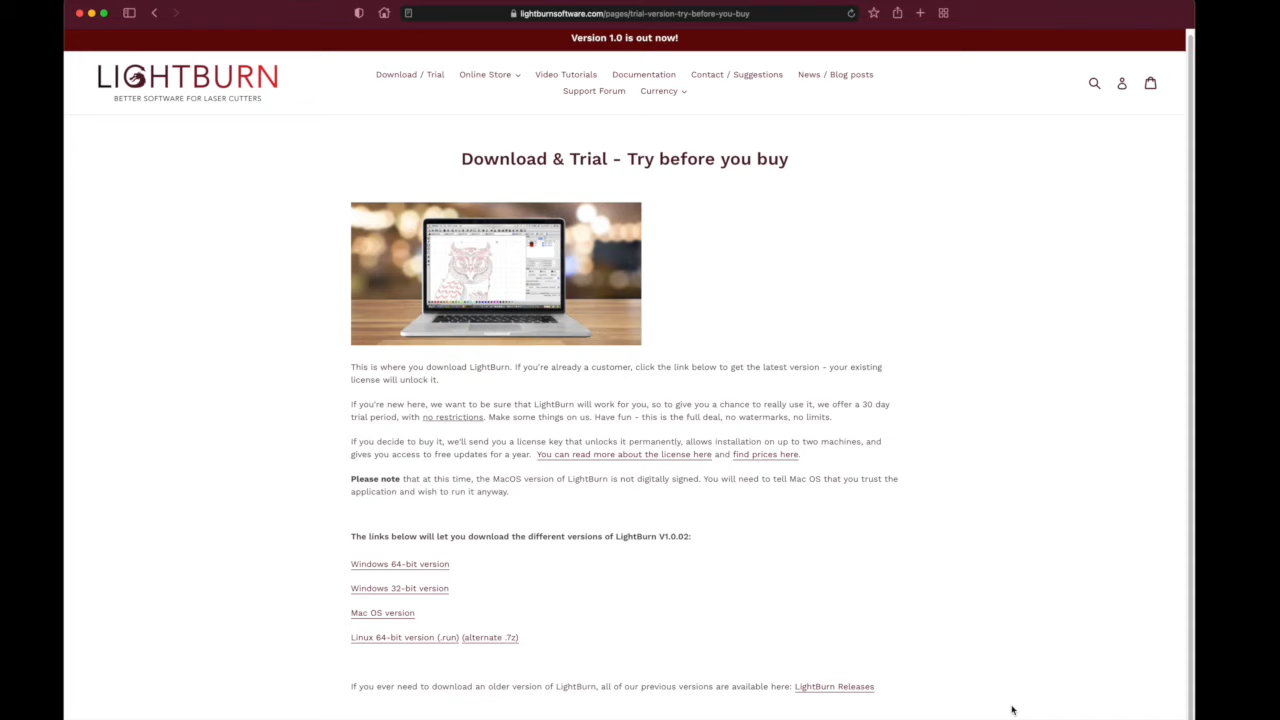 lightburnsoftware.com/pages/trial-version-try-before-you-buy
Version 1.0 is out now!
LIGHTBURN
BETTER SOFTWARE FOR LASER CUTTERS
Download / Trial Online Store Video Tutorials Documentation Contact / Suggestions News / Blog posts
Support Forum Currency
Download & Trial - Try before you buy
This is where you download LightBurn. If you're already a customer, click the link below to get the latest version - your existing
license will unlock it.
If you're new here, we want to be sure that LightBurn will work for you, so to give you a chance to really use it, we offer a 30 day
trial period, with no restrictions. Make some things on us. Have fun - this is the full deal, no watermarks, no limits.
If you decide to buy it, we'll send you a license key that unlocks it permanently, allows installation on up to two machines, and
gives you access to free updates for a year. You can read more about the license here and find prices here.
Please note that at this time, the MacOS version of LightBurn is not digitally signed. You will need to tell Mac OS that you trust the
application and wish to run it anyway.
The links below will let you download the different versions of LightBurn V1.0.02:
Windows 64-bit version
Windows 32-bit version
Mac OS version
Linux 64-bit version (.run) (alternate .7z)
If you ever need to download an older version of LightBurn, all of our previous versions are available here: LightBurn Releases